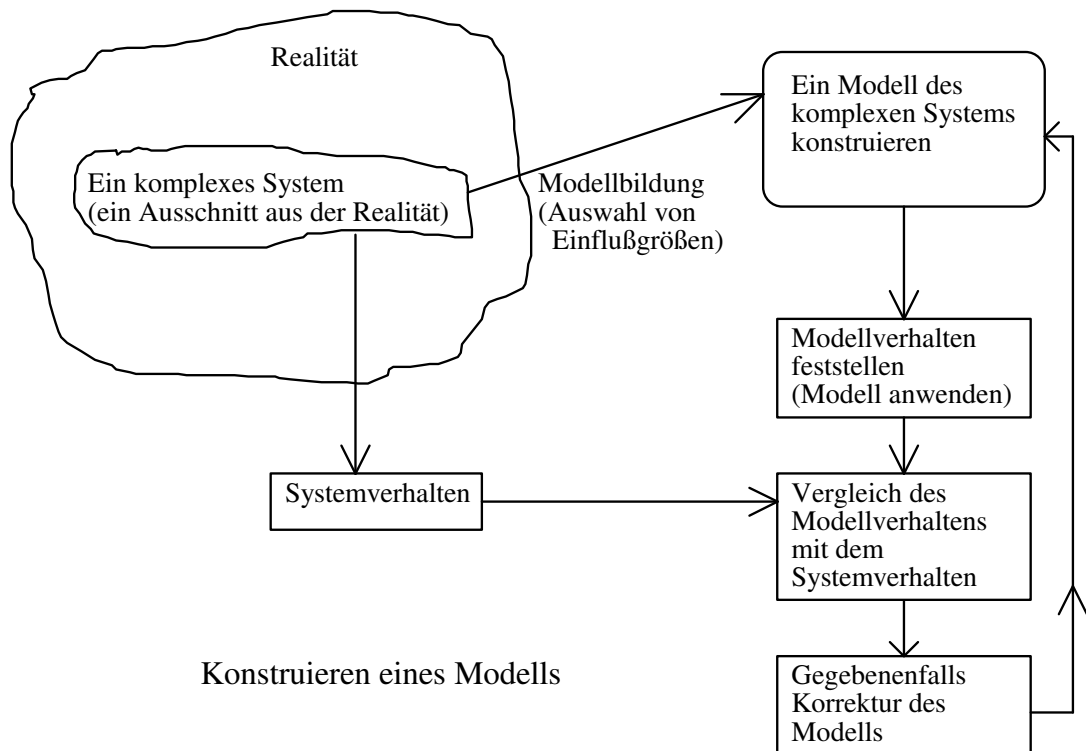 Realität
Ein komplexes System
(ein Ausschnitt aus der Realität)
Modellbildung
(Auswahl von
Einflußgrößen)
Ein Modell des
komplexen Systems
konstruieren
Modellverhalten
feststellen
(Modell anwenden)
Systemverhalten
Vergleich des
Modellverhaltens
mit dem
Systemverhalten
Gegebenenfalls
Korrektur des
Modells
Konstruieren eines Modells